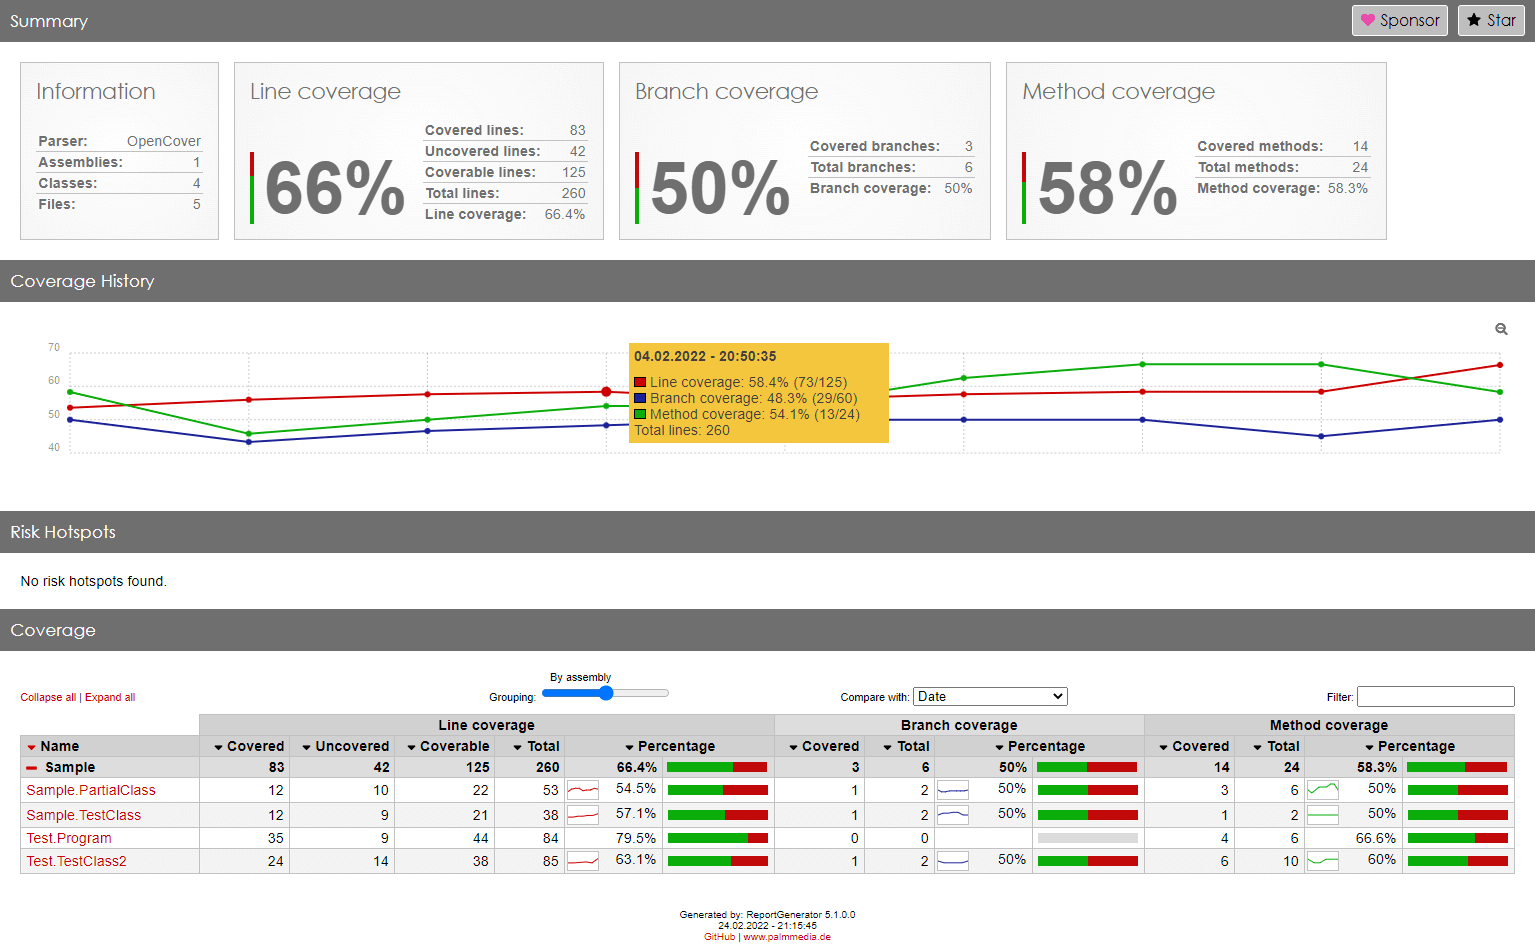 Summary
Sponsor Star
Information
Parser: OpenCover
Assemblies: 1
Classes: 4
Files: 5
Line coverage
66%
Covered lines: 83
Uncovered lines: 42
Coverable lines: 125
Total lines: 260
Line coverage: 66.4%
Branch coverage
50%
Covered branches: 3
Total branches: 6
Branch coverage: 50%
Method coverage
58%
Covered methods: 14
Total methods: 24
Method coverage: 58.3%
Coverage History
70
60
50
40
04.02.2022 - 20:50:35
Line coverage: 58.4% (73/125)
Branch coverage: 48.3% (29/60)
Method coverage: 54.1% (13/24)
Total lines: 260
Risk Hotspots
No risk hotspots found.
Coverage
Collapse all | Expand all
By assembly
Grouping:
Compare with: Date
Filter:
Line coverage Branch coverage Method coverage
Name Covered Uncovered Coverable Total Percentage Covered Total Percentage Covered Total Percentage
Sample 83 42 125 260 66.4% 3 6 50% 14 24 58.3%
Sample.PartialClass 12 10 22 53 54.5% 1 2 50% 3 6 50%
Sample.TestClass 12 9 21 38 57.1% 1 2 50% 1 2 50%
Test.Program 35 9 44 84 79.5% 0 0 4 6 66.6%
Test.TestClass2 24 14 38 85 63.1% 1 2 50% 6 10 60%
Generated by: ReportGenerator 5.1.0.0
24.02.2022 - 21:15:45
GitHub | www.palmmedia.de